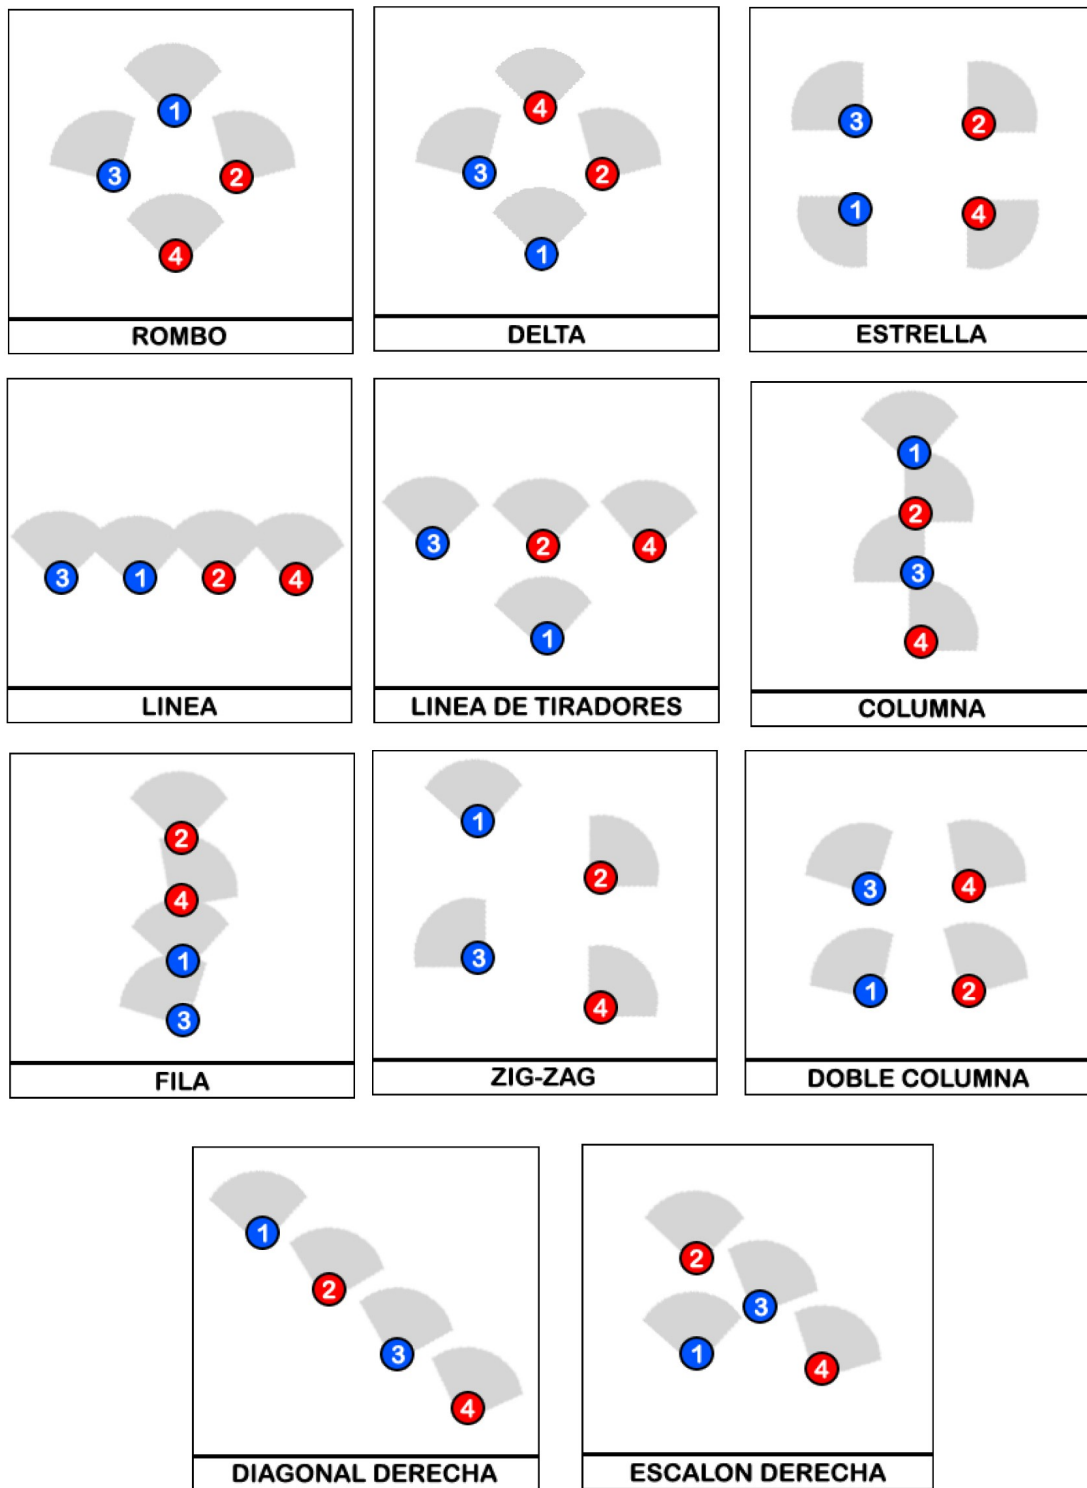 1
3
2
4
ROMBO
4
3
2
1
DELTA
3
2
1
4
ESTRELLA
3 1 2 4
LINEA
3 2 4
1
LINEA DE TIRADORES
1
2
3
4
COLUMNA
2
4
1
3
FILA
1
2
3
4
ZIG-ZAG
3 4
1 2
DOBLE COLUMNA
1
2
3
4
DIAGONAL DERECHA
2
3
1
4
ESCALON DERECHA